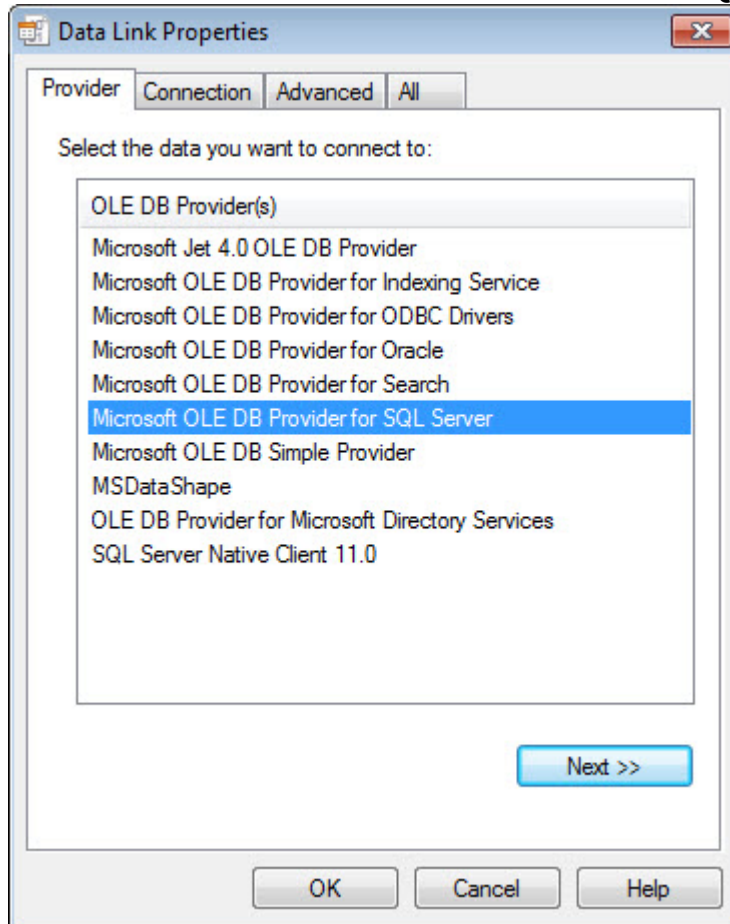 Data Link Properties
Provider Connection Advanced All
Select the data you want to connect to:
OLE DB Provider(s)
Microsoft Jet 4.0 OLE DB Provider
Microsoft OLE DB Provider for Indexing Service
Microsoft OLE DB Provider for ODBC Drivers
Microsoft OLE DB Provider for Oracle
Microsoft OLE DB Provider for Search
Microsoft OLE DB Provider for SQL Server
Microsoft OLE DB Simple Provider
MSDataShape
OLE DB Provider for Microsoft Directory Services
SQL Server Native Client 11.0
Next >>
OK Cancel Help